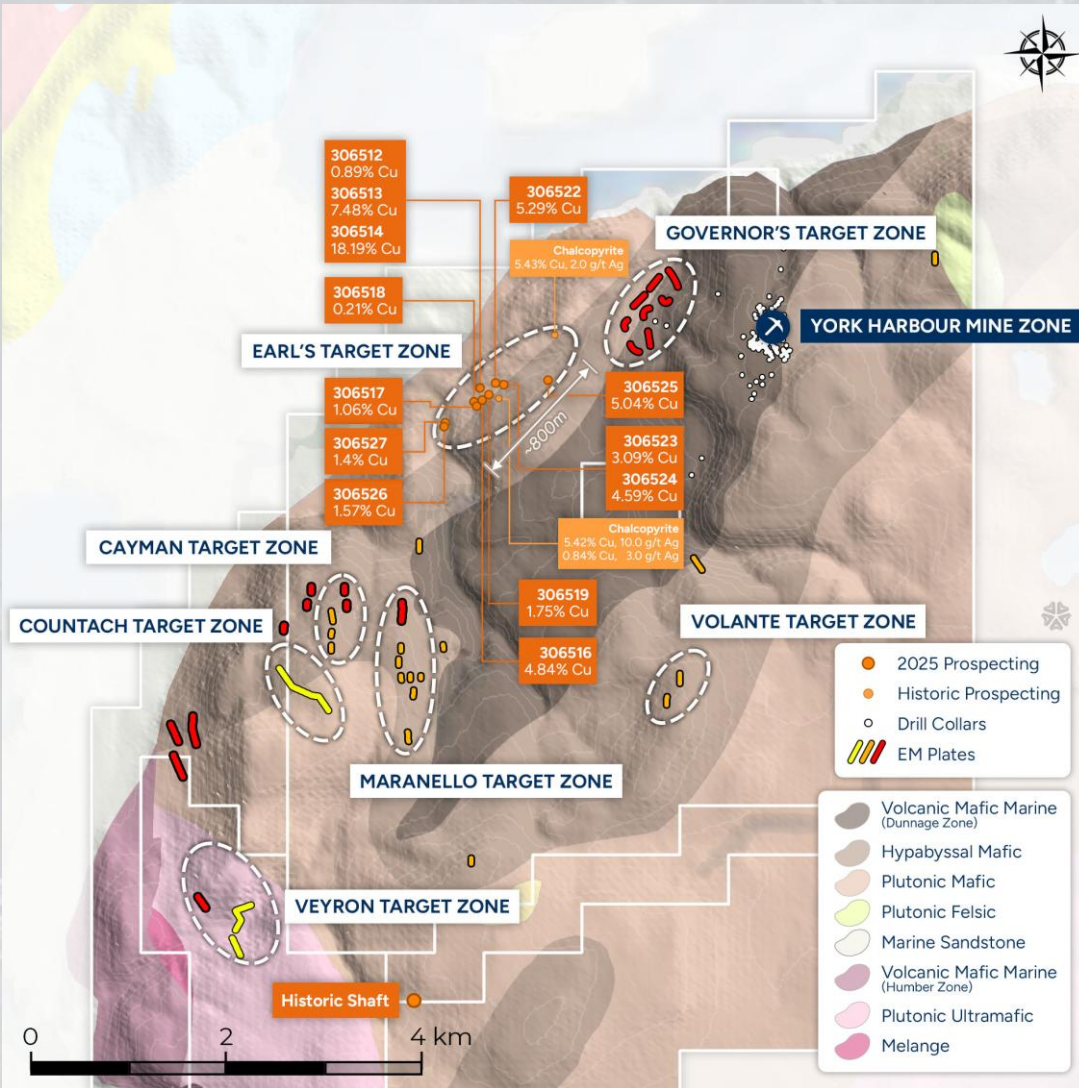 306512
0.89% Cu
306513
7.48% Cu
306514
18.19% Cu
306522
5.29% Cu
Chalcopyrite
5.43% Cu, 2.0 g/t Ag
GOVERNOR'S TARGET ZONE
306518
0.21% Cu
YORK HARBOUR MINE ZONE
EARL'S TARGET ZONE
306517
1.06% Cu
306525
5.04% Cu
~800m
306527
1.4% Cu
306523
3.09% Cu
306524
4.59% Cu
306526
1.57% Cu
Chalcopyrite
5.42% Cu, 10.0 g/t Ag
0.84% Cu, 3.0 g/t Ag
CAYMAN TARGET ZONE
306519
1.75% Cu
COUNTACH TARGET ZONE
VOLANTE TARGET ZONE
306516
4.84% Cu
2025 Prospecting
Historic Prospecting
Drill Collars
EM Plates
MARANELLO TARGET ZONE
Volcanic Mafic Marine
(Dunnage Zone)
Hypabyssal Mafic
Plutonic Mafic
Plutonic Felsic
Marine Sandstone
Volcanic Mafic Marine
(Humber Zone)
Plutonic Ultramafic
Melange
VEYRON TARGET ZONE
Historic Shaft
0 2 4 km